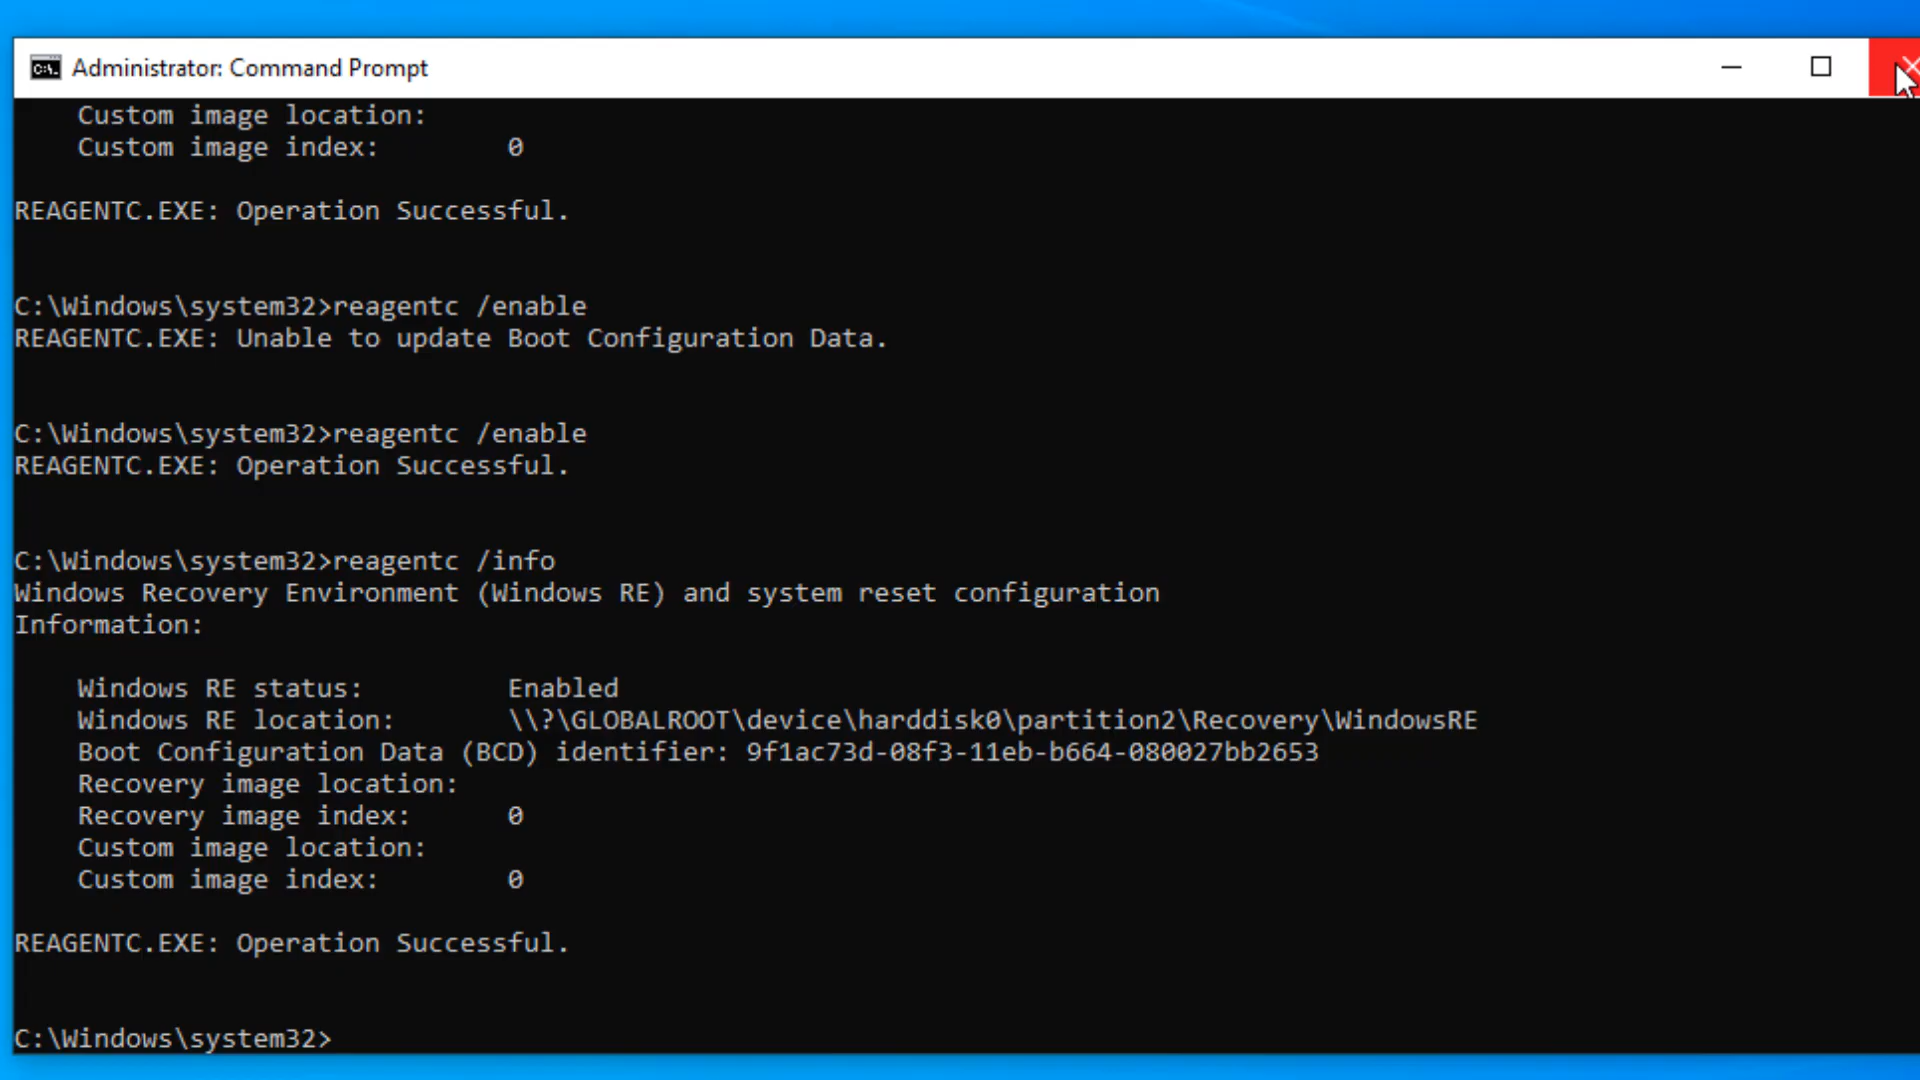 Administrator: Command Prompt
Custom image location:
Custom image index: 0
REAGENTC.EXE: Operation Successful.
C:\Windows\system32>reagentc /enable
REAGENTC.EXE: Unable to update Boot Configuration Data.
C:\Windows\system32>reagentc /enable
REAGENTC.EXE: Operation Successful.
C:\Windows\system32>reagentc /info
Windows Recovery Environment (Windows RE) and system reset configuration
Information:
Windows RE status: Enabled
Windows RE location: \\?\GLOBALROOT\device\harddisk0\partition2\Recovery\WindowsRE
Boot Configuration Data (BCD) identifier: 9f1ac73d-08f3-11eb-b664-080027bb2653
Recovery image location:
Recovery image index: 0
Custom image location:
Custom image index: 0
REAGENTC.EXE: Operation Successful.
C:\Windows\system32>